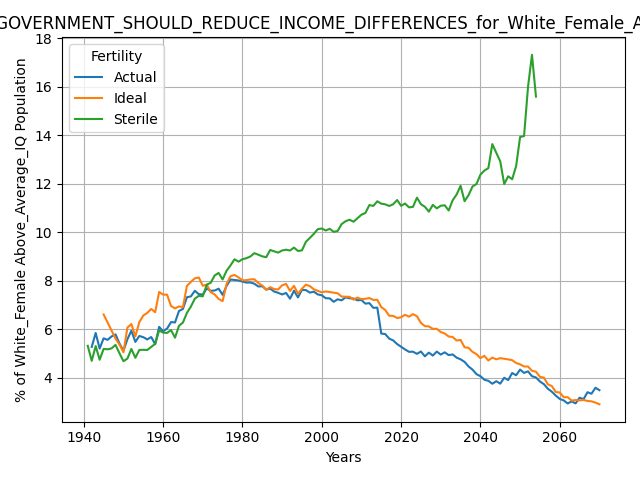 GOVERNMENT_SHOULD_REDUCE_INCOME_DIFFERENCES_for_White_Female_A
% of White_Female Above_Average_IQ Population
18
16
14
12
10
8
6
4
Fertility
Actual
Ideal
Sterile
1940 1960 1980 2000 2020 2040 2060
Years